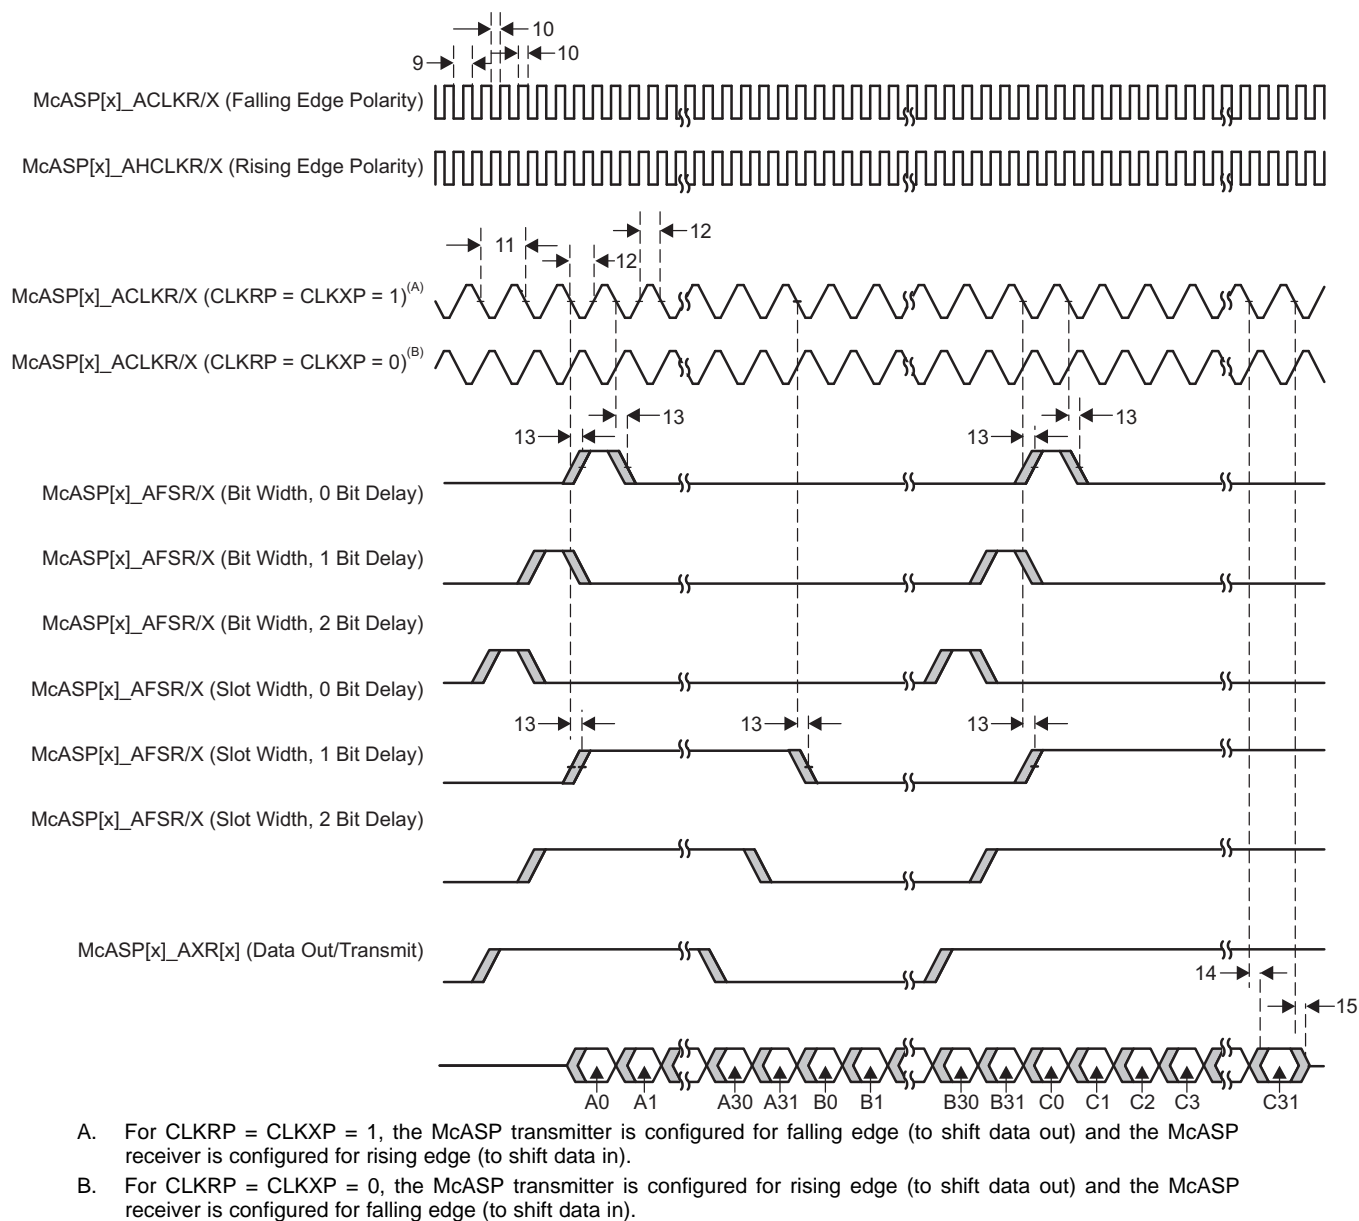 10
9
10
McASP[x]_ACLKR/X (Falling Edge Polarity)
McASP[x]_AHCLKR/X (Rising Edge Polarity)
12
11
12
McASP[x]_ACLKR/X (CLKRP = CLKXP = 1)(A)
McASP[x]_ACLKR/X (CLKRP = CLKXP = 0)(B)
13
13
13
13
McASP[x]_AFSR/X (Bit Width, 0 Bit Delay)
McASP[x]_AFSR/X (Bit Width, 1 Bit Delay)
McASP[x]_AFSR/X (Bit Width, 2 Bit Delay)
McASP[x]_AFSR/X (Slot Width, 0 Bit Delay)
13
13
13
McASP[x]_AFSR/X (Slot Width, 1 Bit Delay)
McASP[x]_AFSR/X (Slot Width, 2 Bit Delay)
McASP[x]_AXR[x] (Data Out/Transmit)
14
15
A0 A1 A30 A31 B0 B1 B30 B31 C0 C1 C2 C3 C31
A. For CLKRP = CLKXP = 1, the McASP transmitter is configured for falling edge (to shift data out) and the McASP
receiver is configured for rising edge (to shift data in).
B. For CLKRP = CLKXP = 0, the McASP transmitter is configured for rising edge (to shift data out) and the McASP
receiver is configured for falling edge (to shift data in).